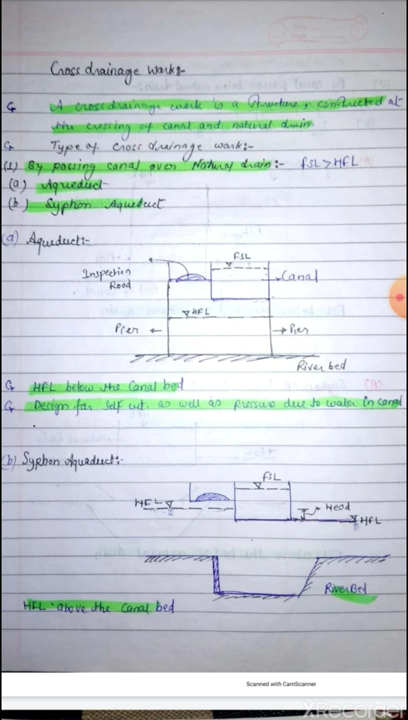 Cross drainage work:-
A cross drainage work is a structure, constructed at
the crossing of canal and natural drain.
Type of cross drainage work:-
(1) By passing canal over Natural drain:- FSL > HFL
(a) Aqueduct
(b) Syphon Aqueduct
(a) Aqueduct:-
FSL
Inspection
Road
Canal
HFL
Pier
Pier
River bed
HFL below the Canal bed
Design for self wt. as well as pressure due to water in canal
(b) Syphon Aqueduct:-
FSL
HFL
Head
HFL
River Bed
HFL above the canal bed
Scanned with CamScanner
XRecorder